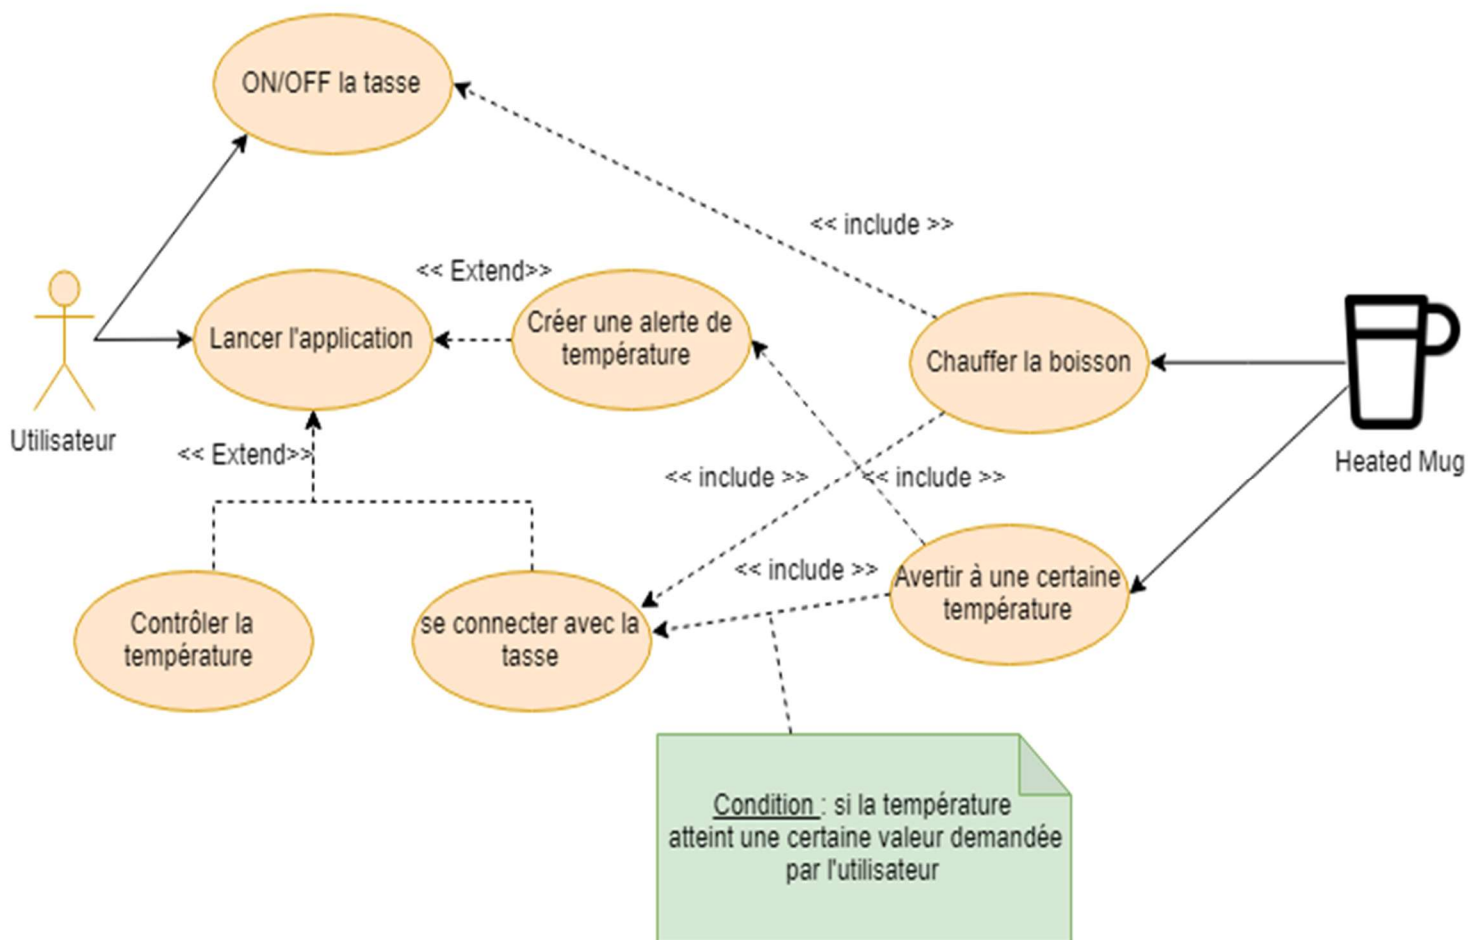 ON/OFF la tasse
<< include >>
<< Extend>>
Lancer l'application
Créer une alerte de
température
Chauffer la boisson
Utilisateur
Heated Mug
<< Extend>>
<< include >>
<< include >>
<< include >>
Avertir à une certaine
température
Contrôler la
température
se connecter avec la
tasse
Condition : si la température
atteint une certaine valeur demandée
par l'utilisateur